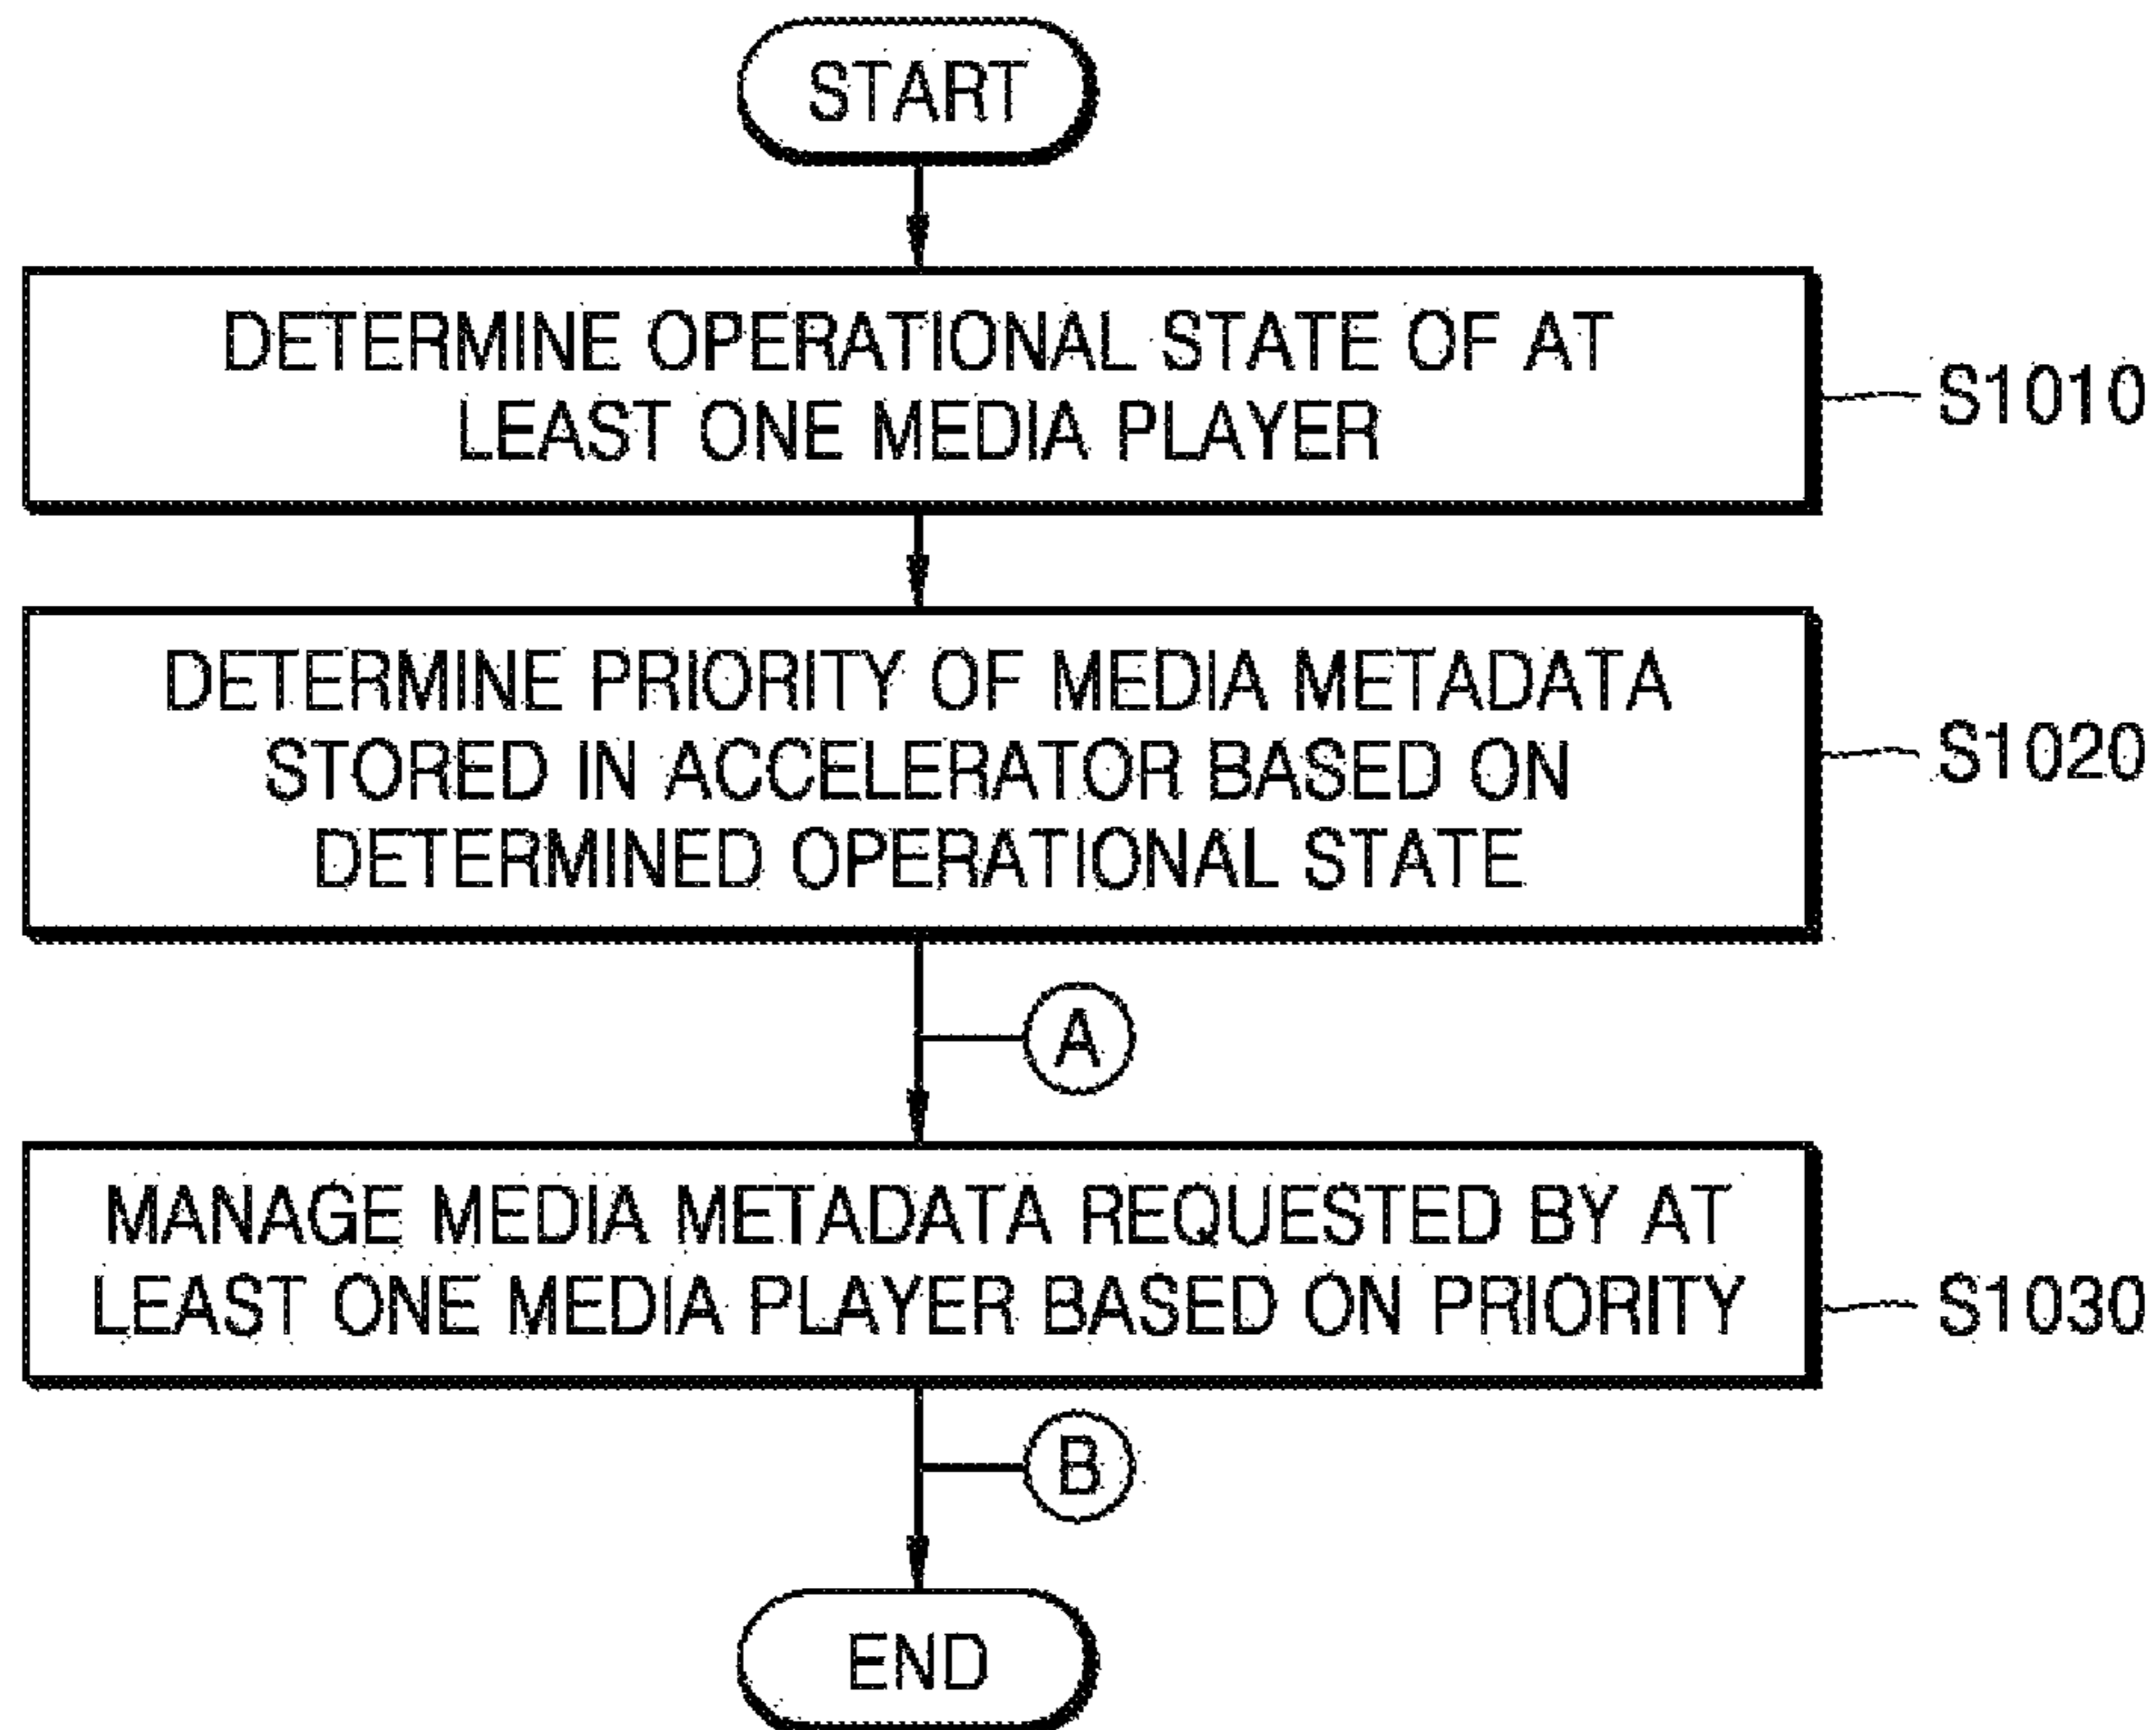 START
DETERMINE OPERATIONAL STATE OF AT
LEAST ONE MEDIA PLAYER
S1010
DETERMINE PRIORITY OF MEDIA METADATA
STORED IN ACCELERATOR BASED ON
DETERMINED OPERATIONAL STATE
S1020
A
MANAGE MEDIA METADATA REQUESTED BY AT
LEAST ONE MEDIA PLAYER BASED ON PRIORITY
S1030
B
END